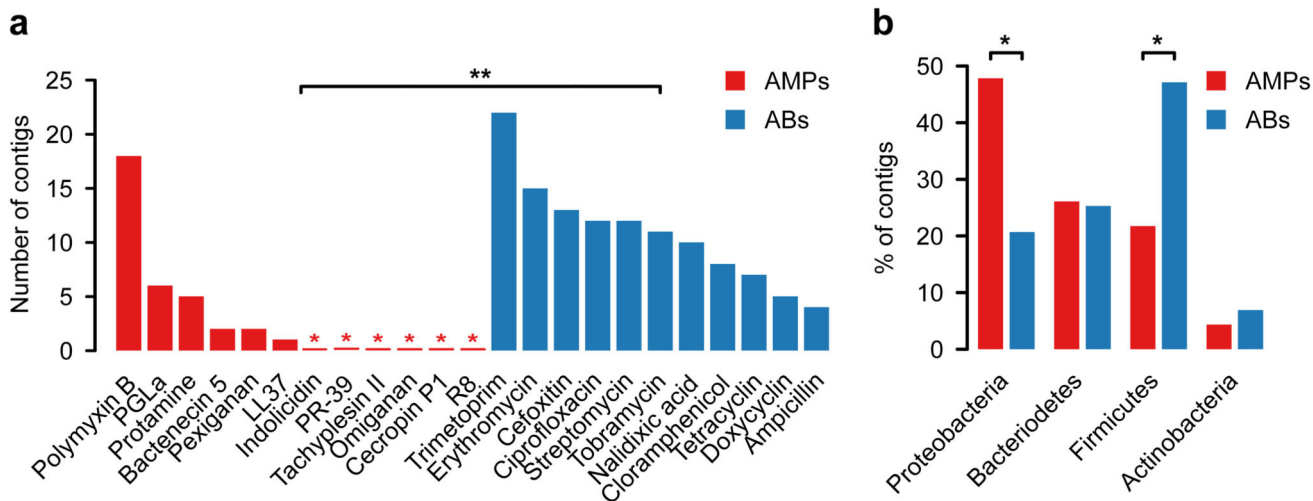 a
Number of contigs
25
20
15
10
5
0
**
AMPs
ABs
* * * * * *
Polymyxin B
PGLa
Protamine
Bactenecin 5
Pexiganan
LL37
Indolicidin
PR-39
Tachyplesin II
Omiganan
Cecropin P1
R8
Trimetoprim
Erythromycin
Cefoxitin
Ciprofloxacin
Streptomycin
Tobramycin
Nalidixic acid
Cloramphenicol
Tetracyclin
Doxycyclin
Ampicillin
b
% of contigs
50
40
30
20
10
0
*
*
AMPs
ABs
Proteobacteria
Bacteriodetes
Firmicutes
Actinobacteria